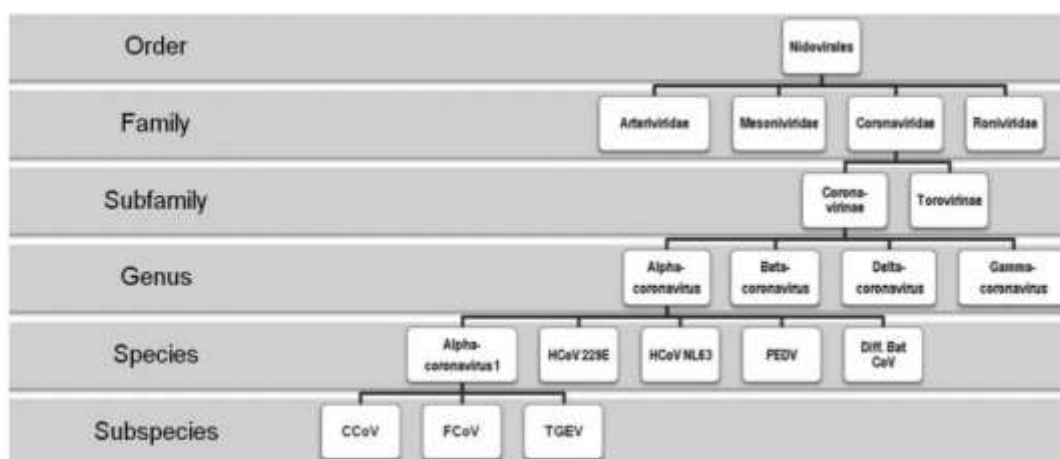 Order
Nidovirales
Family
Arteriviridae
Mesoniviridae
Coronaviridae
Roniviridae
Subfamily
Corona-
virinae
Torovirinae
Genus
Alpha-
coronavirus
Beta-
coronavirus
Delta-
coronavirus
Gamma-
coronavirus
Species
Alpha-
coronavirus 1
HCoV 229E
HCoV NL63
PEDV
Diff. Bat
CoV
Subspecies
CCoV
FCoV
TGEV